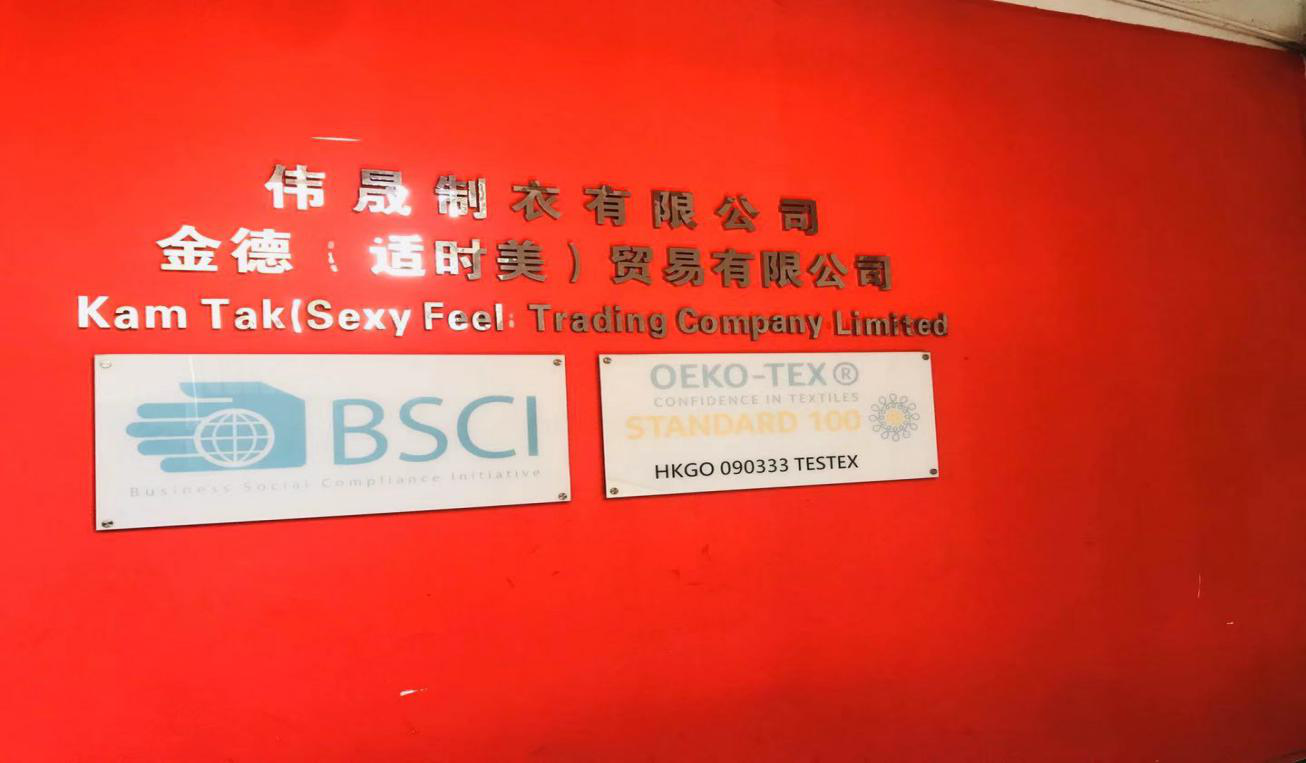 伟晟制衣有限公司
金德（适时美）贸易有限公司
Kam Tak(Sexy Feel) Trading Company Limited
BSCI
Business Social Compliance Initiative
OEKO-TEX®
CONFIDENCE IN TEXTILES
STANDARD 100
HKGO 090333 TESTEX